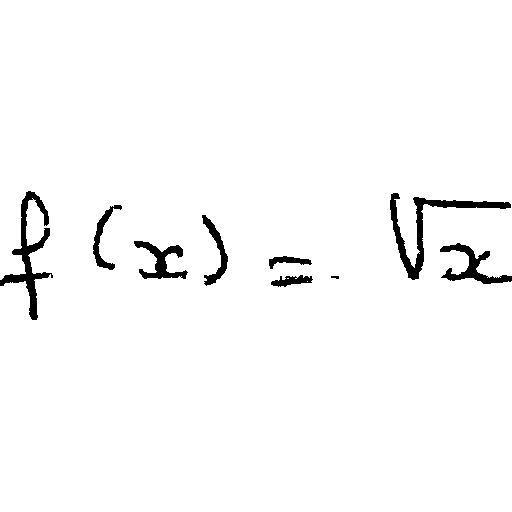 f(x) = √x